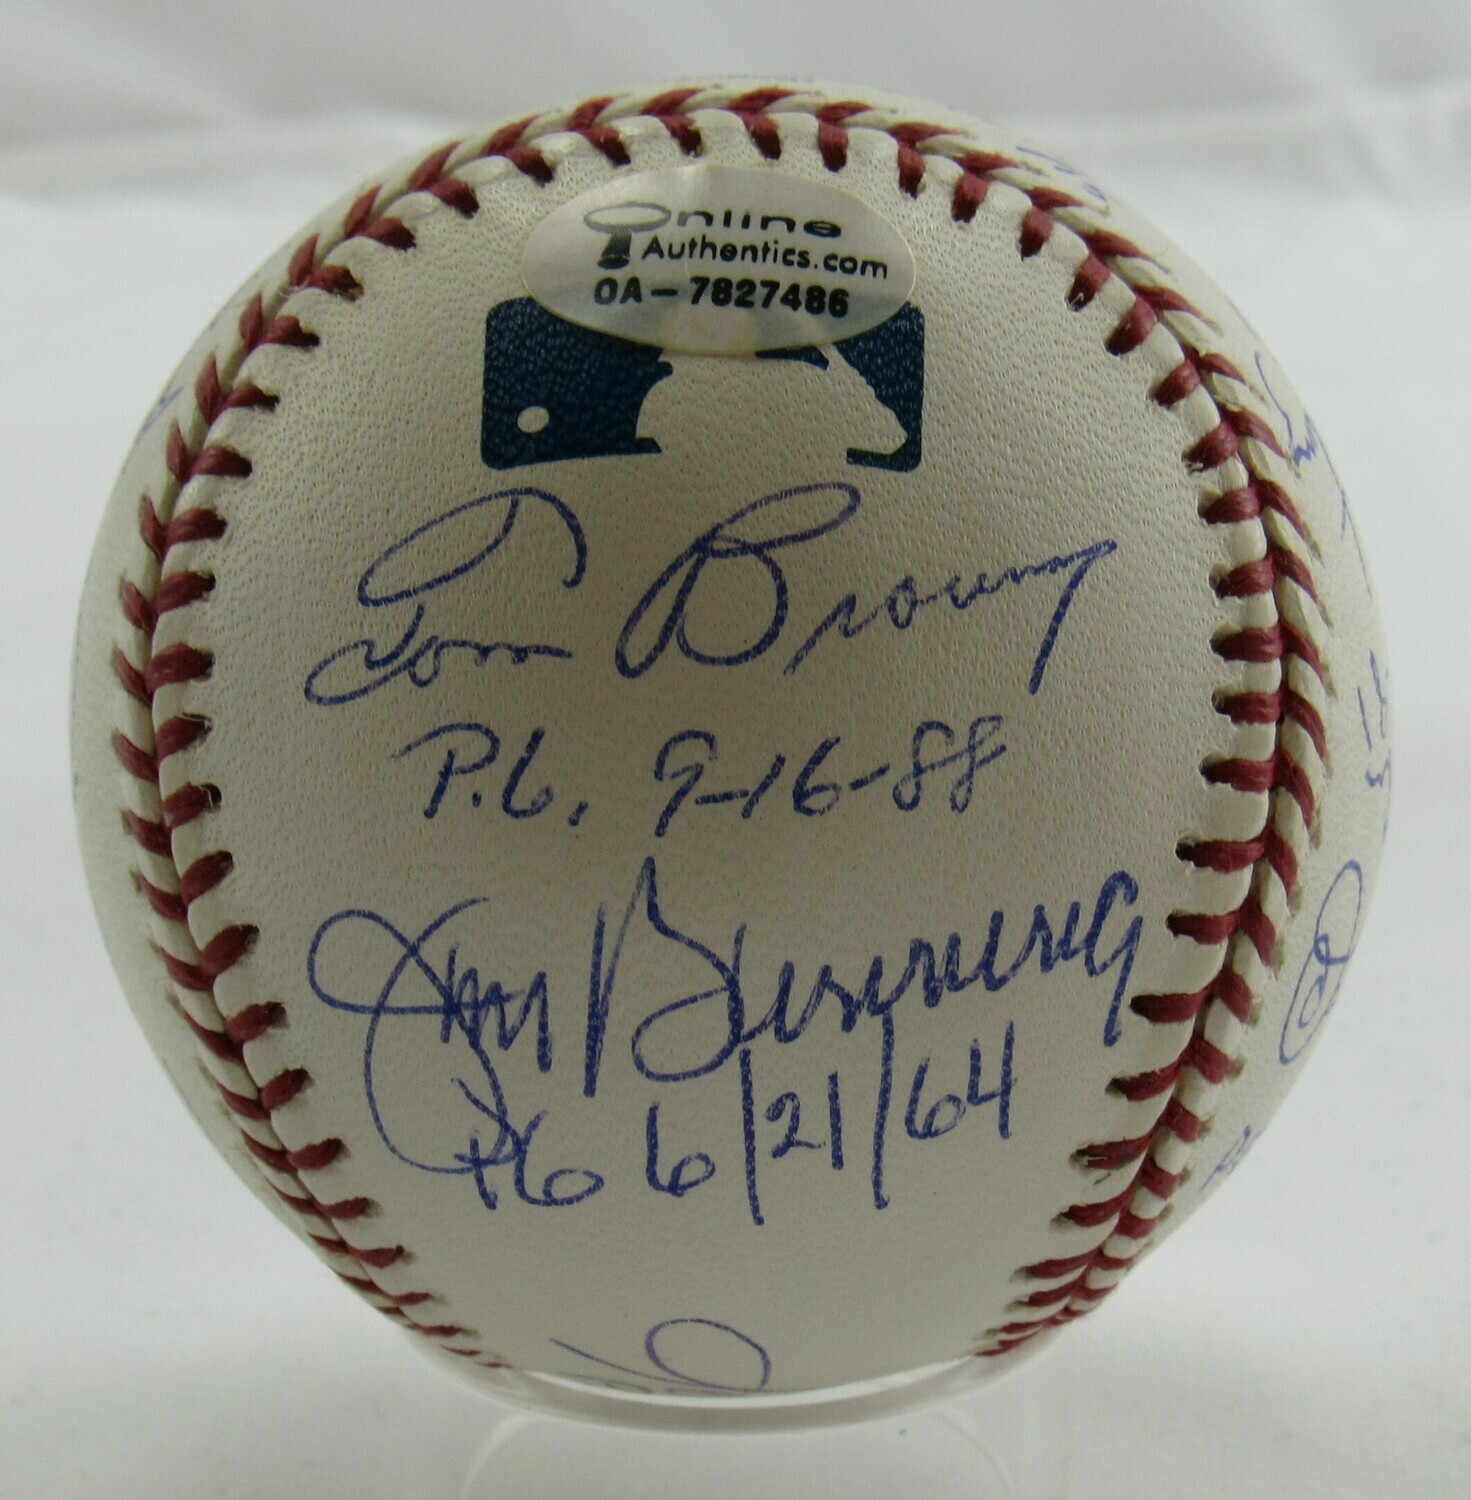 Online
Authentics.com
OA-7827486
Tom Browning
P.G. 9-16-88
Jim Bunning
PG 6/21/64